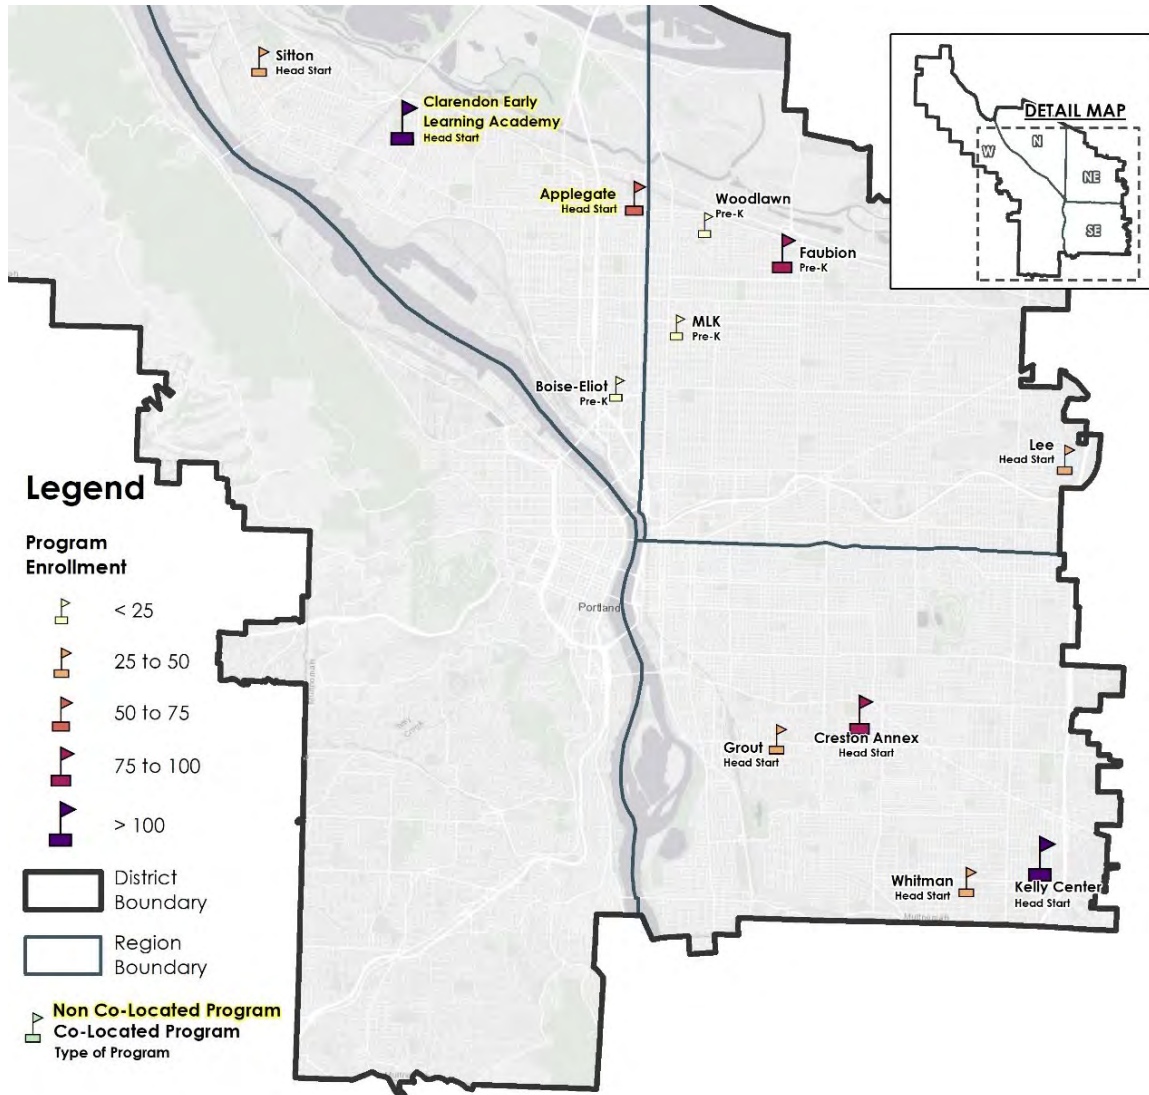 Sitton
Head Start
Clarendon Early
Learning Academy
Head Start
Applegate
Head Start
Woodlawn
Pre-K
Faubion
Pre-K
MLK
Pre-K
Boise-Eliot
Pre-K
Lee
Head Start
DETAIL MAP
W
N
NE
SE
Portland
Grout
Head Start
Creston Annex
Head Start
Whitman
Head Start
Kelly Center
Head Start
Multnomah
Legend
Program
Enrollment
< 25
25 to 50
50 to 75
75 to 100
> 100
District
Boundary
Region
Boundary
Non Co-Located Program
Co-Located Program
Type of Program